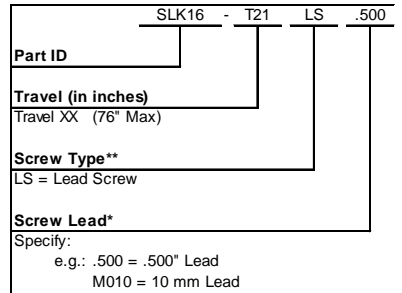 SLK16 - T21 LS .500
Part ID
Travel (in inches)
Travel XX (76" Max)
Screw Type**
LS = Lead Screw
Screw Lead*
Specify:
e.g.: .500 = .500" Lead
M010 = 10 mm Lead